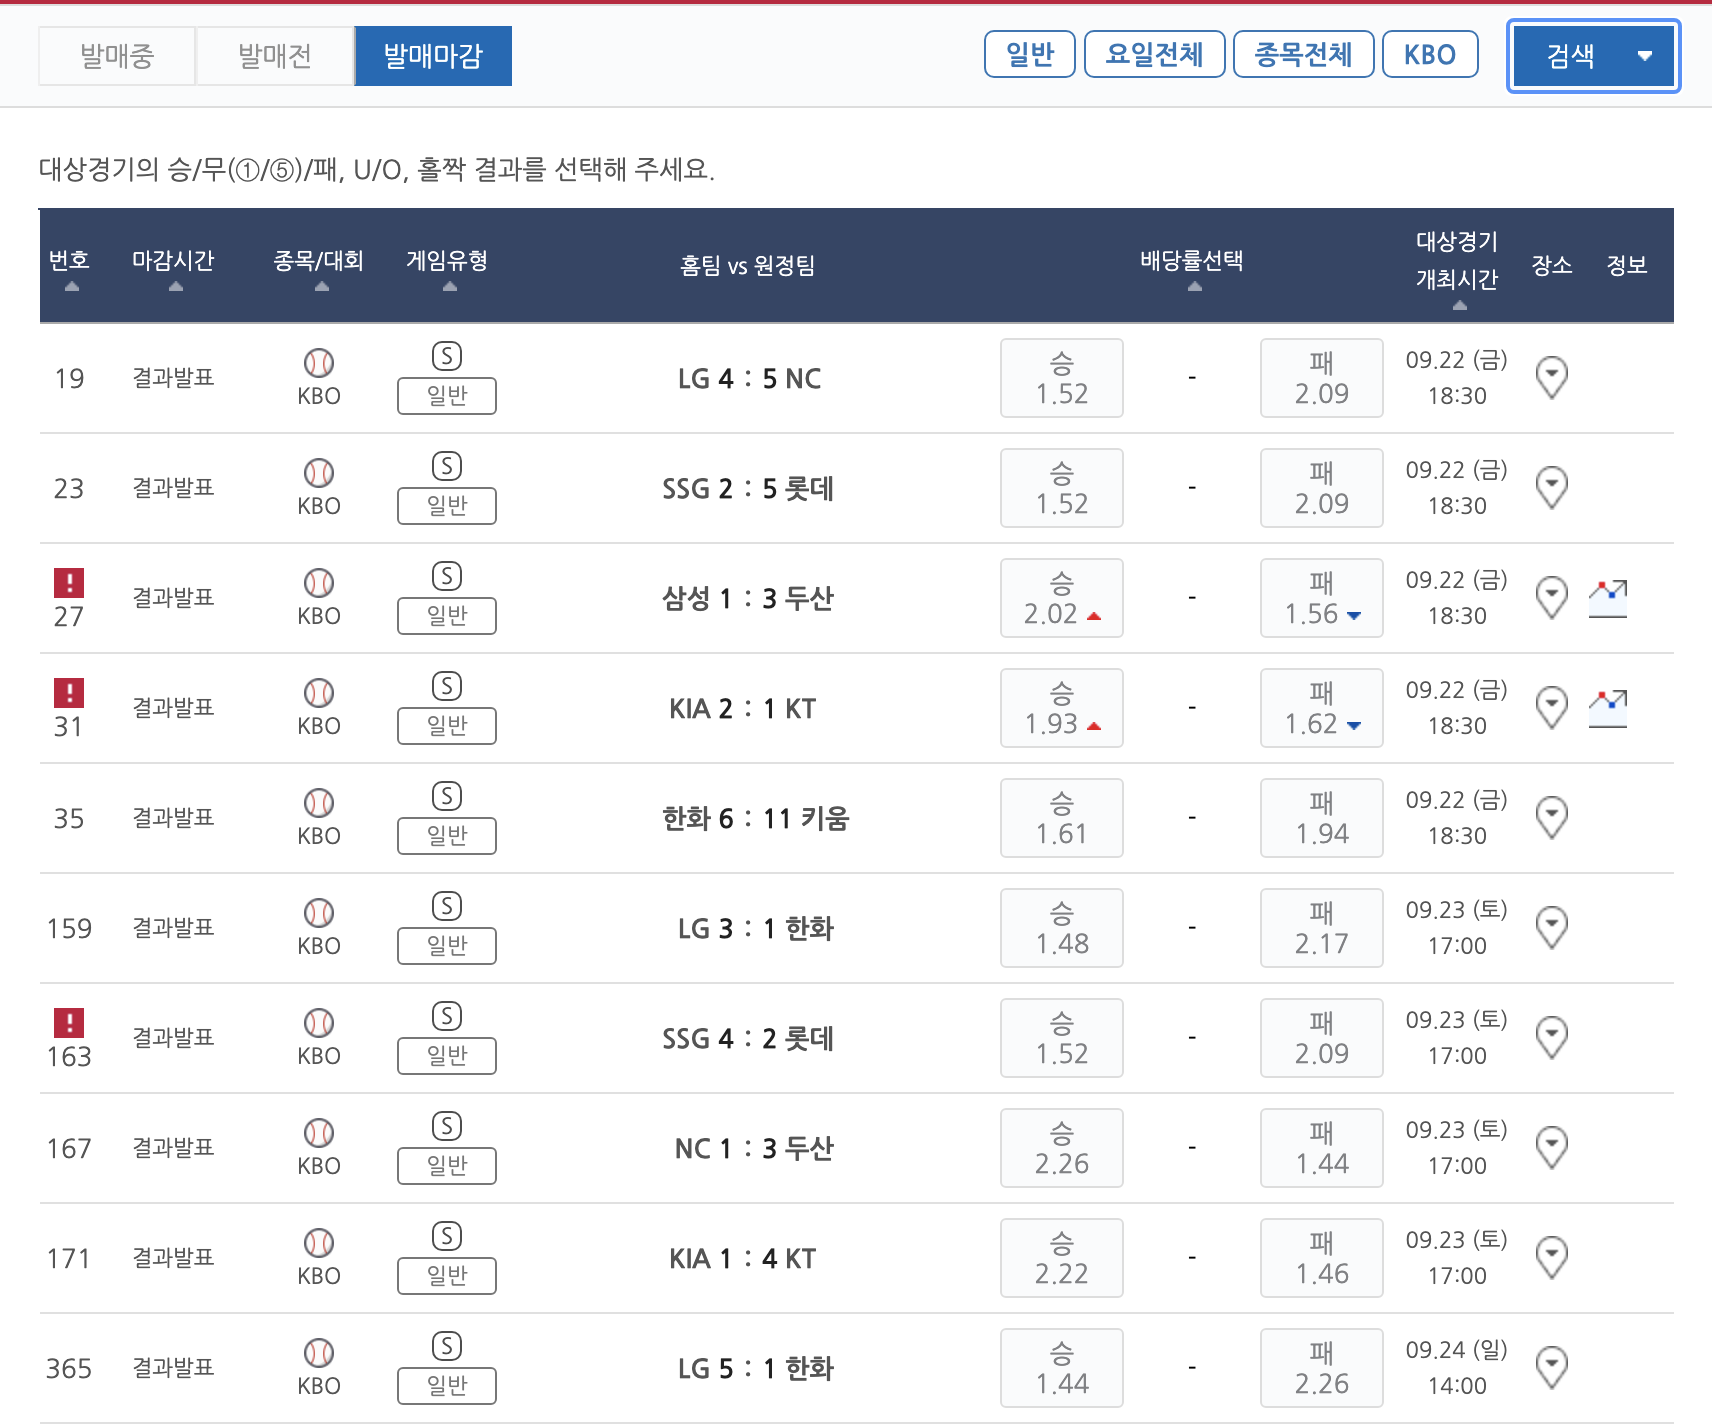 발매중 발매전 발매마감 일반 요일전체 종목전체 KBO 검색
대상경기의 승/무(①/⑤)/패, U/O, 홀짝 결과를 선택해 주세요.
번호 마감시간 종목/대회 게임유형 홈팀 vs 원정팀 배당률선택 대상경기 개최시간 장소 정보
19 결과발표 KBO S 일반 LG 4 : 5 NC 승 1.52 - 패 2.09 09.22 (금) 18:30
23 결과발표 KBO S 일반 SSG 2 : 5 롯데 승 1.52 - 패 2.09 09.22 (금) 18:30
! 27 결과발표 KBO S 일반 삼성 1 : 3 두산 승 2.02 - 패 1.56 09.22 (금) 18:30
! 31 결과발표 KBO S 일반 KIA 2 : 1 KT 승 1.93 - 패 1.62 09.22 (금) 18:30
35 결과발표 KBO S 일반 한화 6 : 11 키움 승 1.61 - 패 1.94 09.22 (금) 18:30
159 결과발표 KBO S 일반 LG 3 : 1 한화 승 1.48 - 패 2.17 09.23 (토) 17:00
! 163 결과발표 KBO S 일반 SSG 4 : 2 롯데 승 1.52 - 패 2.09 09.23 (토) 17:00
167 결과발표 KBO S 일반 NC 1 : 3 두산 승 2.26 - 패 1.44 09.23 (토) 17:00
171 결과발표 KBO S 일반 KIA 1 : 4 KT 승 2.22 - 패 1.46 09.23 (토) 17:00
365 결과발표 KBO S 일반 LG 5 : 1 한화 승 1.44 - 패 2.26 09.24 (일) 14:00